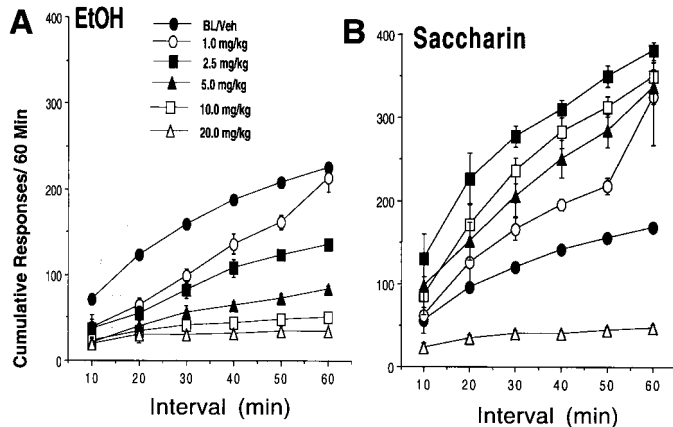 A EtOH
BL/Veh
1.0 mg/kg
2.5 mg/kg
5.0 mg/kg
10.0 mg/kg
20.0 mg/kg
Cumulative Responses/ 60 Min
400
300
200
100
0
10 20 30 40 50 60
Interval (min)
B Saccharin
400
300
200
100
0
10 20 30 40 50 60
Interval (min)